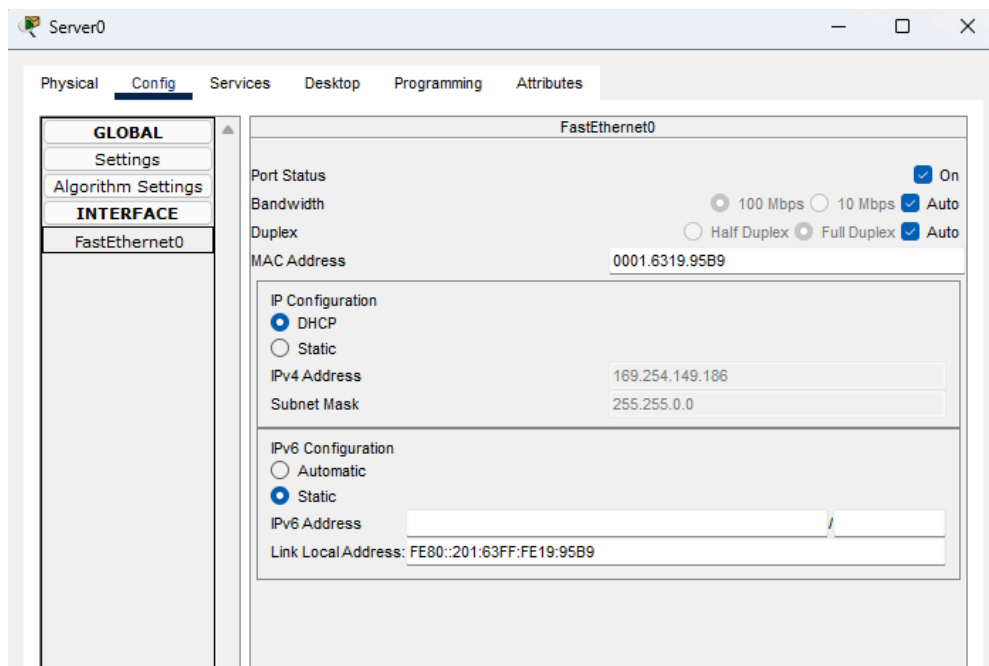 Server0
Physical Config Services Desktop Programming Attributes
GLOBAL
Settings
Algorithm Settings
INTERFACE
FastEthernet0
FastEthernet0
Port Status On
Bandwidth 100 Mbps 10 Mbps Auto
Duplex Half Duplex Full Duplex Auto
MAC Address 0001.6319.95B9
IP Configuration
DHCP
Static
IPv4 Address 169.254.149.186
Subnet Mask 255.255.0.0
IPv6 Configuration
Automatic
Static
IPv6 Address /
Link Local Address: FE80::201:63FF:FE19:95B9